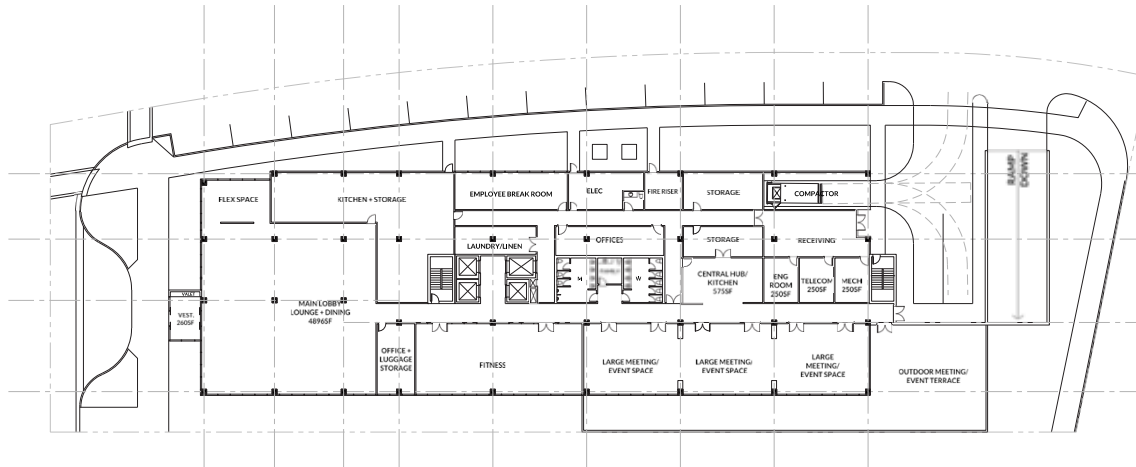 RAMP
DOWN
FLEX SPACE
KITCHEN + STORAGE
EMPLOYEE BREAK ROOM
ELEC
FIRE RISER
STORAGE
COMPACTOR
LAUNDRY/LINEN
OFFICES
STORAGE
RECEIVING
M
W
CENTRAL HUB/
KITCHEN
575SF
ENG
ROOM
250SF
TELECOM
250SF
MECH
250SF
VALET
VEST.
260SF
MAIN LOBBY
LOUNGE + DINING
4896SF
OFFICE +
LUGGAGE
STORAGE
FITNESS
LARGE MEETING/
EVENT SPACE
LARGE MEETING/
EVENT SPACE
LARGE
MEETING/
EVENT SPACE
OUTDOOR MEETING/
EVENT TERRACE